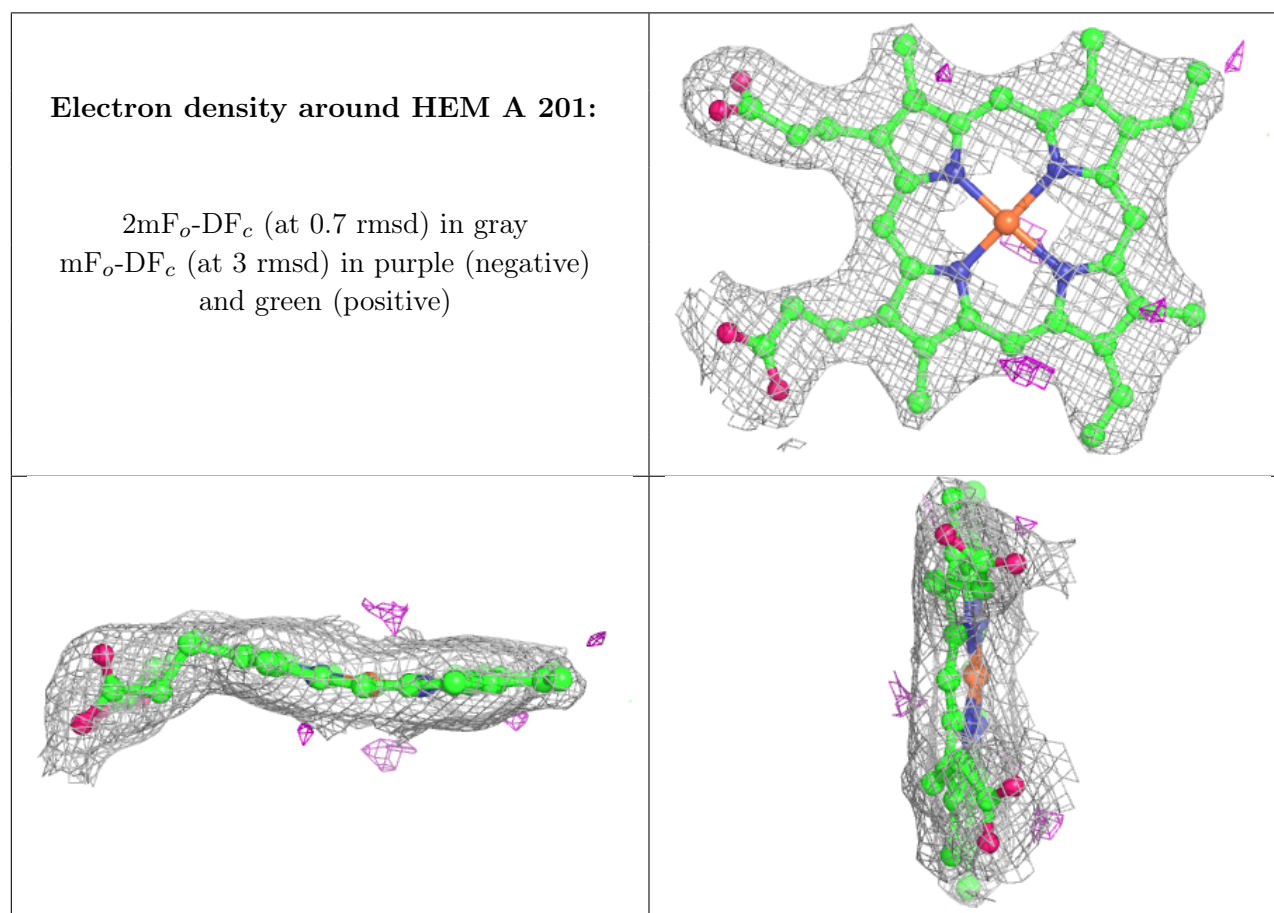 Electron density around HEM A 201:
2mFo-DFc (at 0.7 rmsd) in gray
mFo-DFc (at 3 rmsd) in purple (negative)
and green (positive)